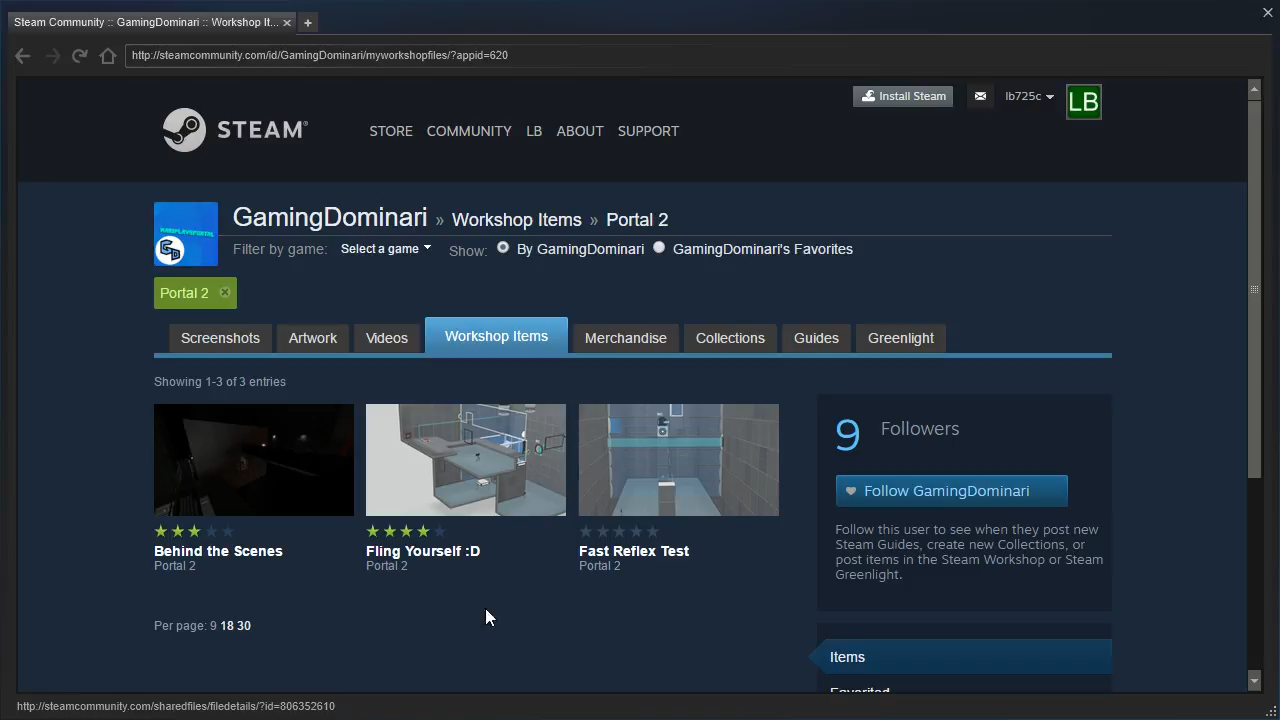 Steam Community :: GamingDominari :: Workshop It...
http://steamcommunity.com/id/GamingDominari/myworkshopfiles/?appid=620
Install Steam
lb725c
LB
STEAM
STORE COMMUNITY LB ABOUT SUPPORT
GamingDominari » Workshop Items » Portal 2
Filter by game: Select a game Show: By GamingDominari GamingDominari's Favorites
Portal 2
Screenshots Artwork Videos Workshop Items Merchandise Collections Guides Greenlight
Showing 1-3 of 3 entries
9 Followers
Follow GamingDominari
Follow this user to see when they post new
Steam Guides, create new Collections, or
post items in the Steam Workshop or Steam
Greenlight.
Behind the Scenes
Portal 2
Fling Yourself :D
Portal 2
Fast Reflex Test
Portal 2
Per page: 9 18 30
Items
Favorited
http://steamcommunity.com/sharedfiles/filedetails/?id=806352610